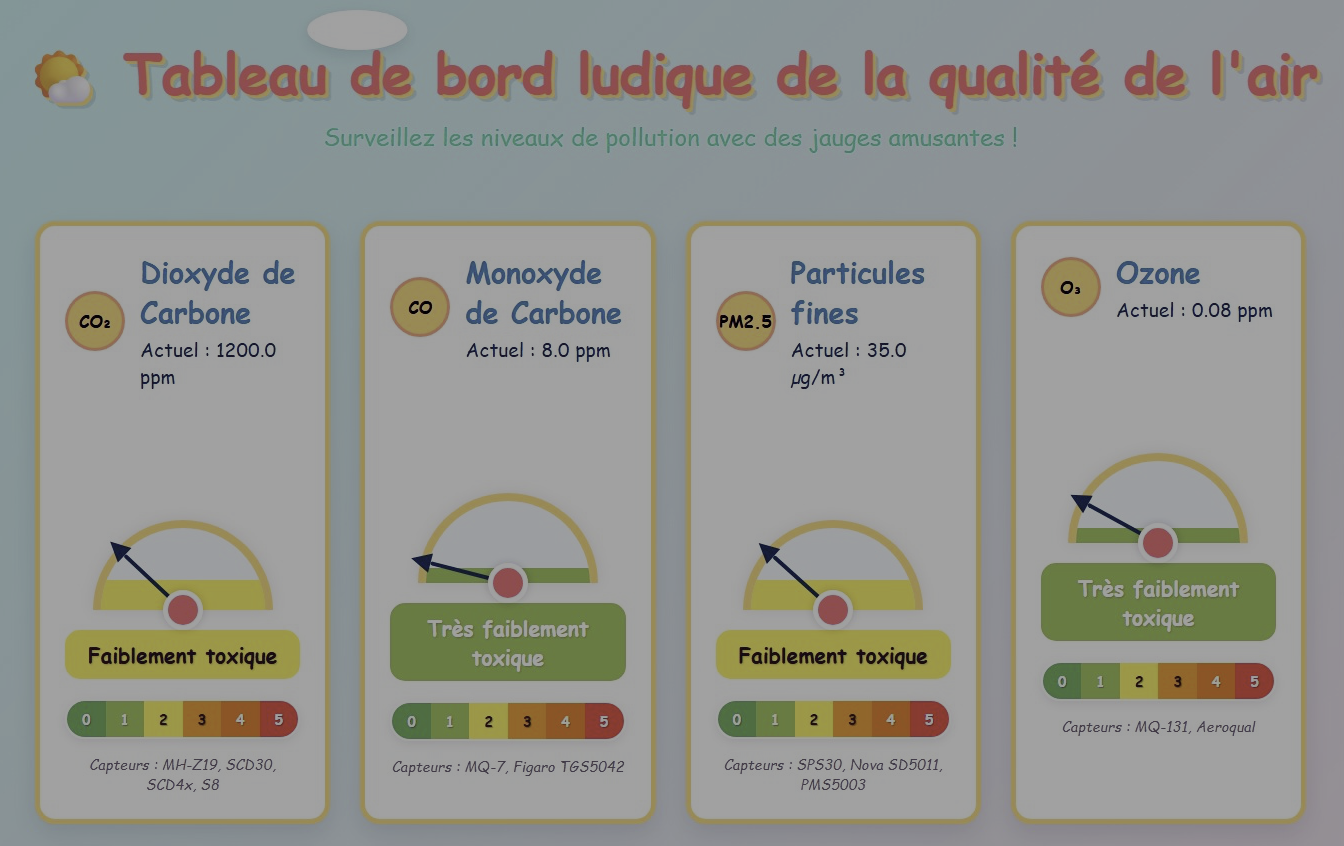 Tableau de bord ludique de la qualité de l'air
Surveillez les niveaux de pollution avec des jauges amusantes !
CO₂
Dioxyde de
Carbone
Actuel : 1200.0
ppm
Faiblement toxique
0 1 2 3 4 5
Capteurs : MH-Z19, SCD30,
SCD4x, S8
CO
Monoxyde
de Carbone
Actuel : 8.0 ppm
Très faiblement
toxique
0 1 2 3 4 5
Capteurs : MQ-7, Figaro TGS5042
PM2.5
Particules
fines
Actuel : 35.0
µg/m³
Faiblement toxique
0 1 2 3 4 5
Capteurs : SPS30, Nova SD5011,
PMS5003
O₃
Ozone
Actuel : 0.08 ppm
Très faiblement
toxique
0 1 2 3 4 5
Capteurs : MQ-131, Aeroqual